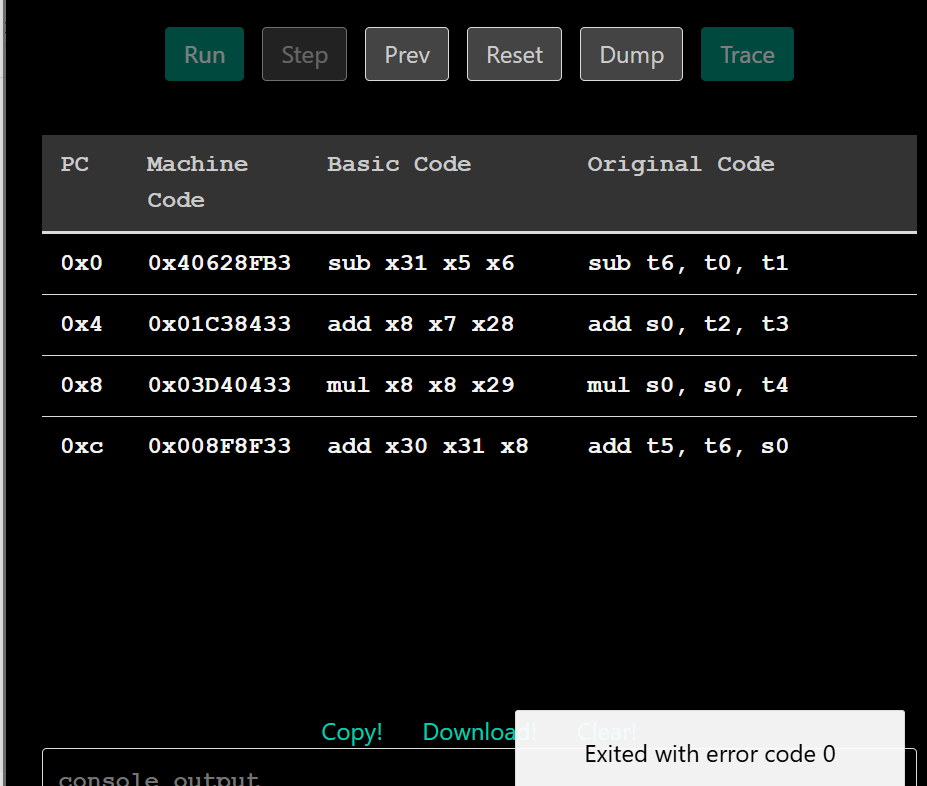 Run Step Prev Reset Dump Trace
PC Machine Code Basic Code Original Code
0x0 0x40628FB3 sub x31 x5 x6 sub t6, t0, t1
0x4 0x01C38433 add x8 x7 x28 add s0, t2, t3
0x8 0x03D40433 mul x8 x8 x29 mul s0, s0, t4
0xc 0x008F8F33 add x30 x31 x8 add t5, t6, s0
Copy! Download! Clear!
Exited with error code 0
console output